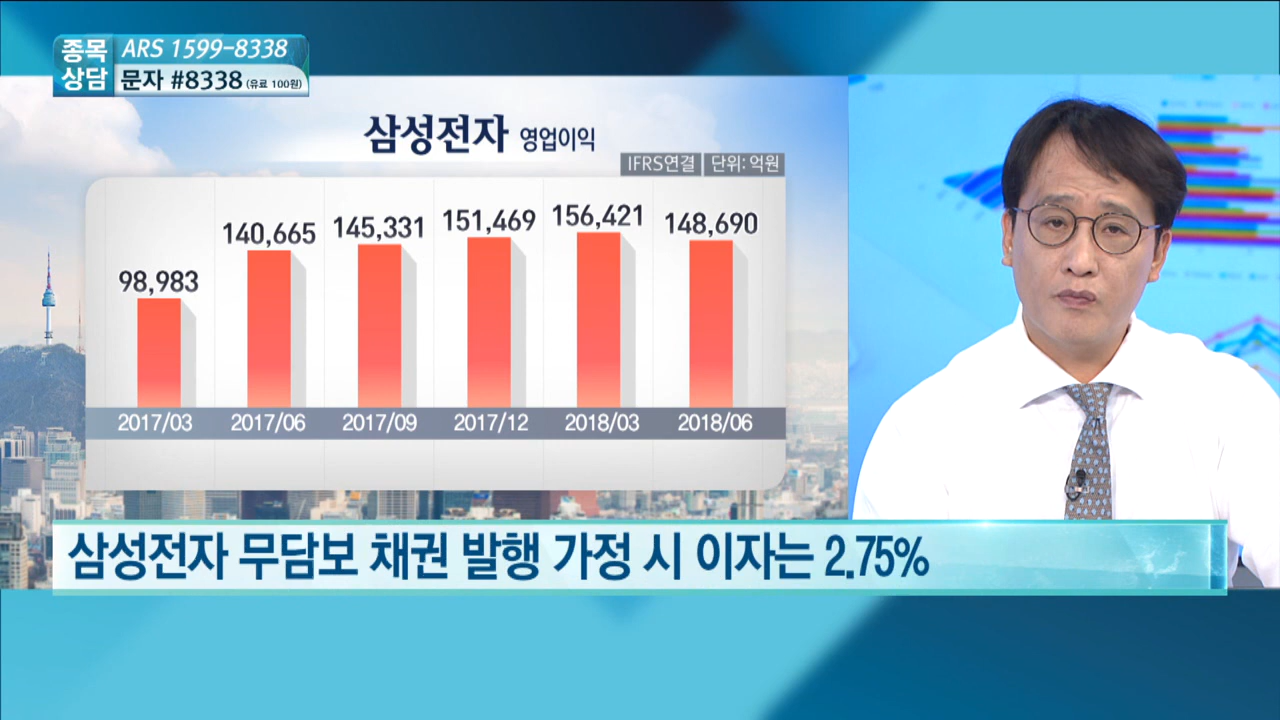 종목
상담
ARS 1599-8338
문자 #8338 (유료 100원)
삼성전자 영업이익
IFRS연결 단위: 억원
98,983
140,665
145,331
151,469
156,421
148,690
2017/03
2017/06
2017/09
2017/12
2018/03
2018/06
삼성전자 무담보 채권 발행 가정 시 이자는 2.75%